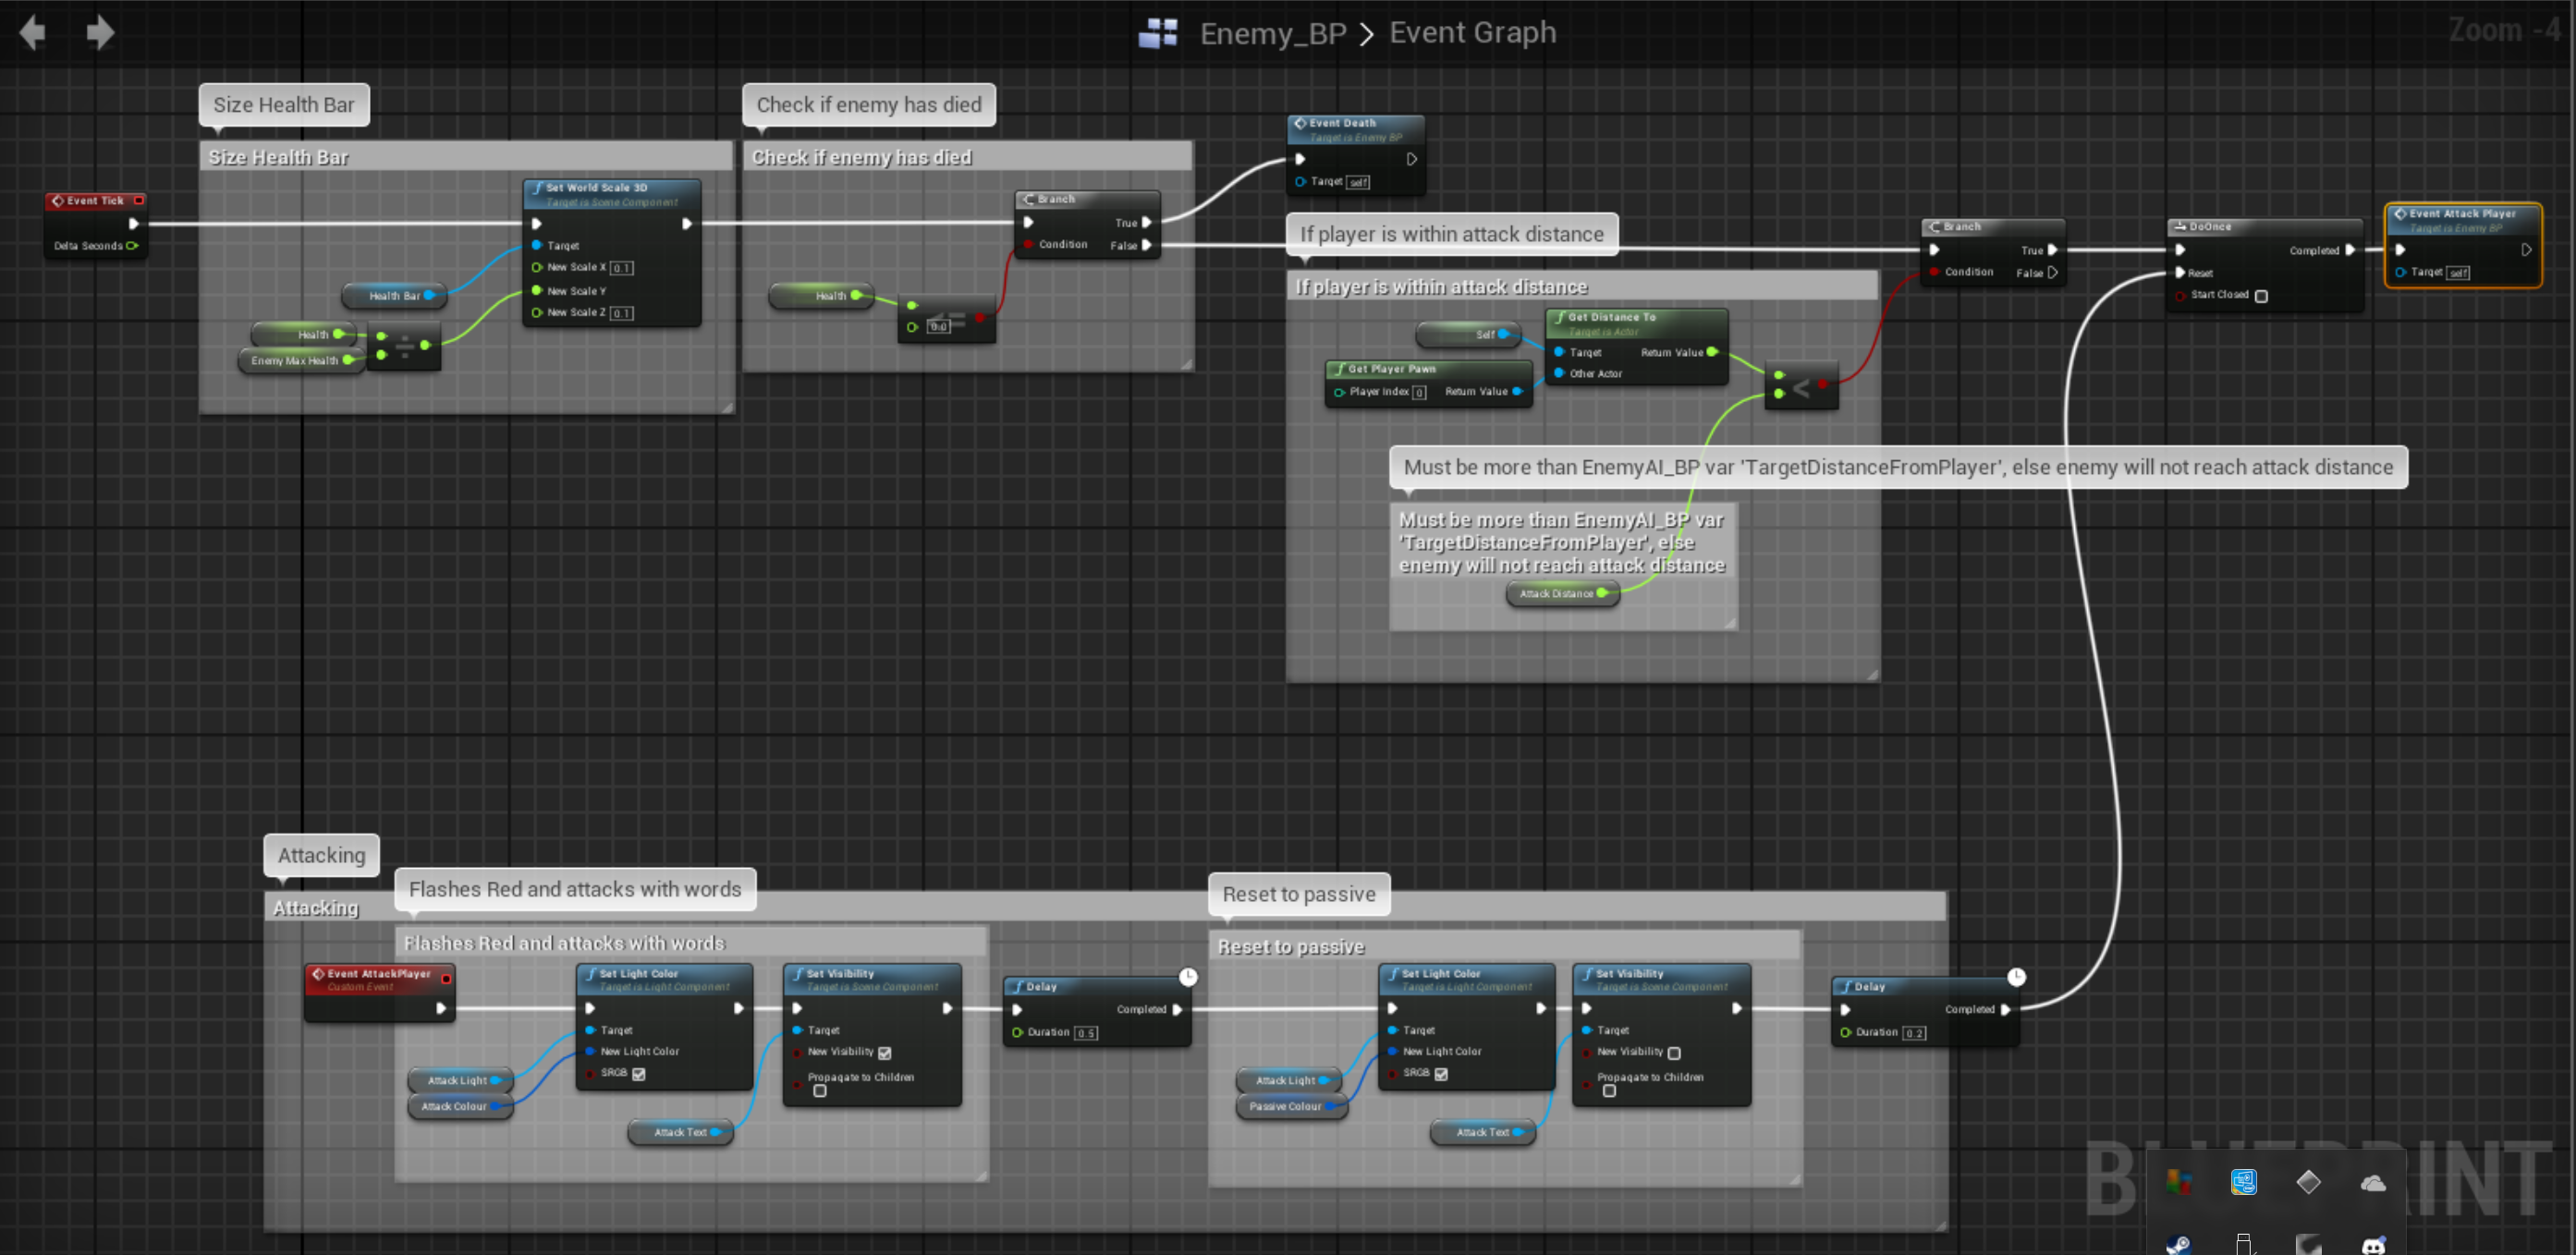 Enemy_BP > Event Graph
Zoom -4
Size Health Bar
Size Health Bar
Event Tick
Delta Seconds
Set World Scale 3D
Target is Scene Component
Target
New Scale X 0.1
New Scale Y
New Scale Z 0.1
Health Bar
Health
Enemy Max Health
÷
Check if enemy has died
Check if enemy has died
Branch
True
Condition False
Health
<=
0.0
Event Death
Target is Enemy BP
Target self
If player is within attack distance
If player is within attack distance
Self
Get Distance To
Target is Actor
Target Return Value
Other Actor
Get Player Pawn
Player Index 0 Return Value
<
Must be more than EnemyAI_BP var 'TargetDistanceFromPlayer', else enemy will not reach attack distance
Must be more than EnemyAI_BP var
'TargetDistanceFromPlayer', else
enemy will not reach attack distance
Attack Distance
Branch
True
Condition False
DoOnce
Completed
Reset
Start Closed
Event Attack Player
Target is Enemy BP
Target self
Attacking
Attacking
Flashes Red and attacks with words
Flashes Red and attacks with words
Event AttackPlayer
Custom Event
Set Light Color
Target is Light Component
Target
New Light Color
SRGB
Attack Light
Attack Colour
Set Visibility
Target is Scene Component
Target
New Visibility
Propagate to Children
Attack Text
Delay
Completed
Duration 0.5
Reset to passive
Reset to passive
Set Light Color
Target is Light Component
Target
New Light Color
SRGB
Attack Light
Passive Colour
Set Visibility
Target is Scene Component
Target
New Visibility
Propagate to Children
Attack Text
Delay
Completed
Duration 0.2
BLUEPRINT